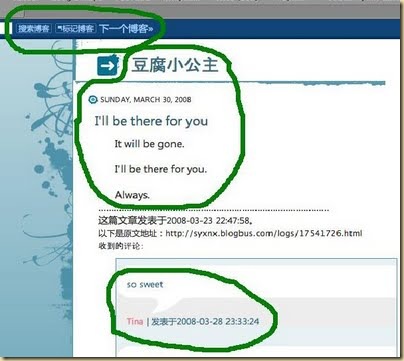 搜索博客 标记博客 下一个博客»
豆腐小公主
SUNDAY, MARCH 30, 2008
I'll be there for you
It will be gone.
I'll be there for you.
Always.
这篇文章发表于2008-03-23 22:47:58。
以下是原文地址：http://syxnx.blogbus.com/logs/17541726.html
收到的评论:
so sweet
Tina | 发表于2008-03-28 23:33:24